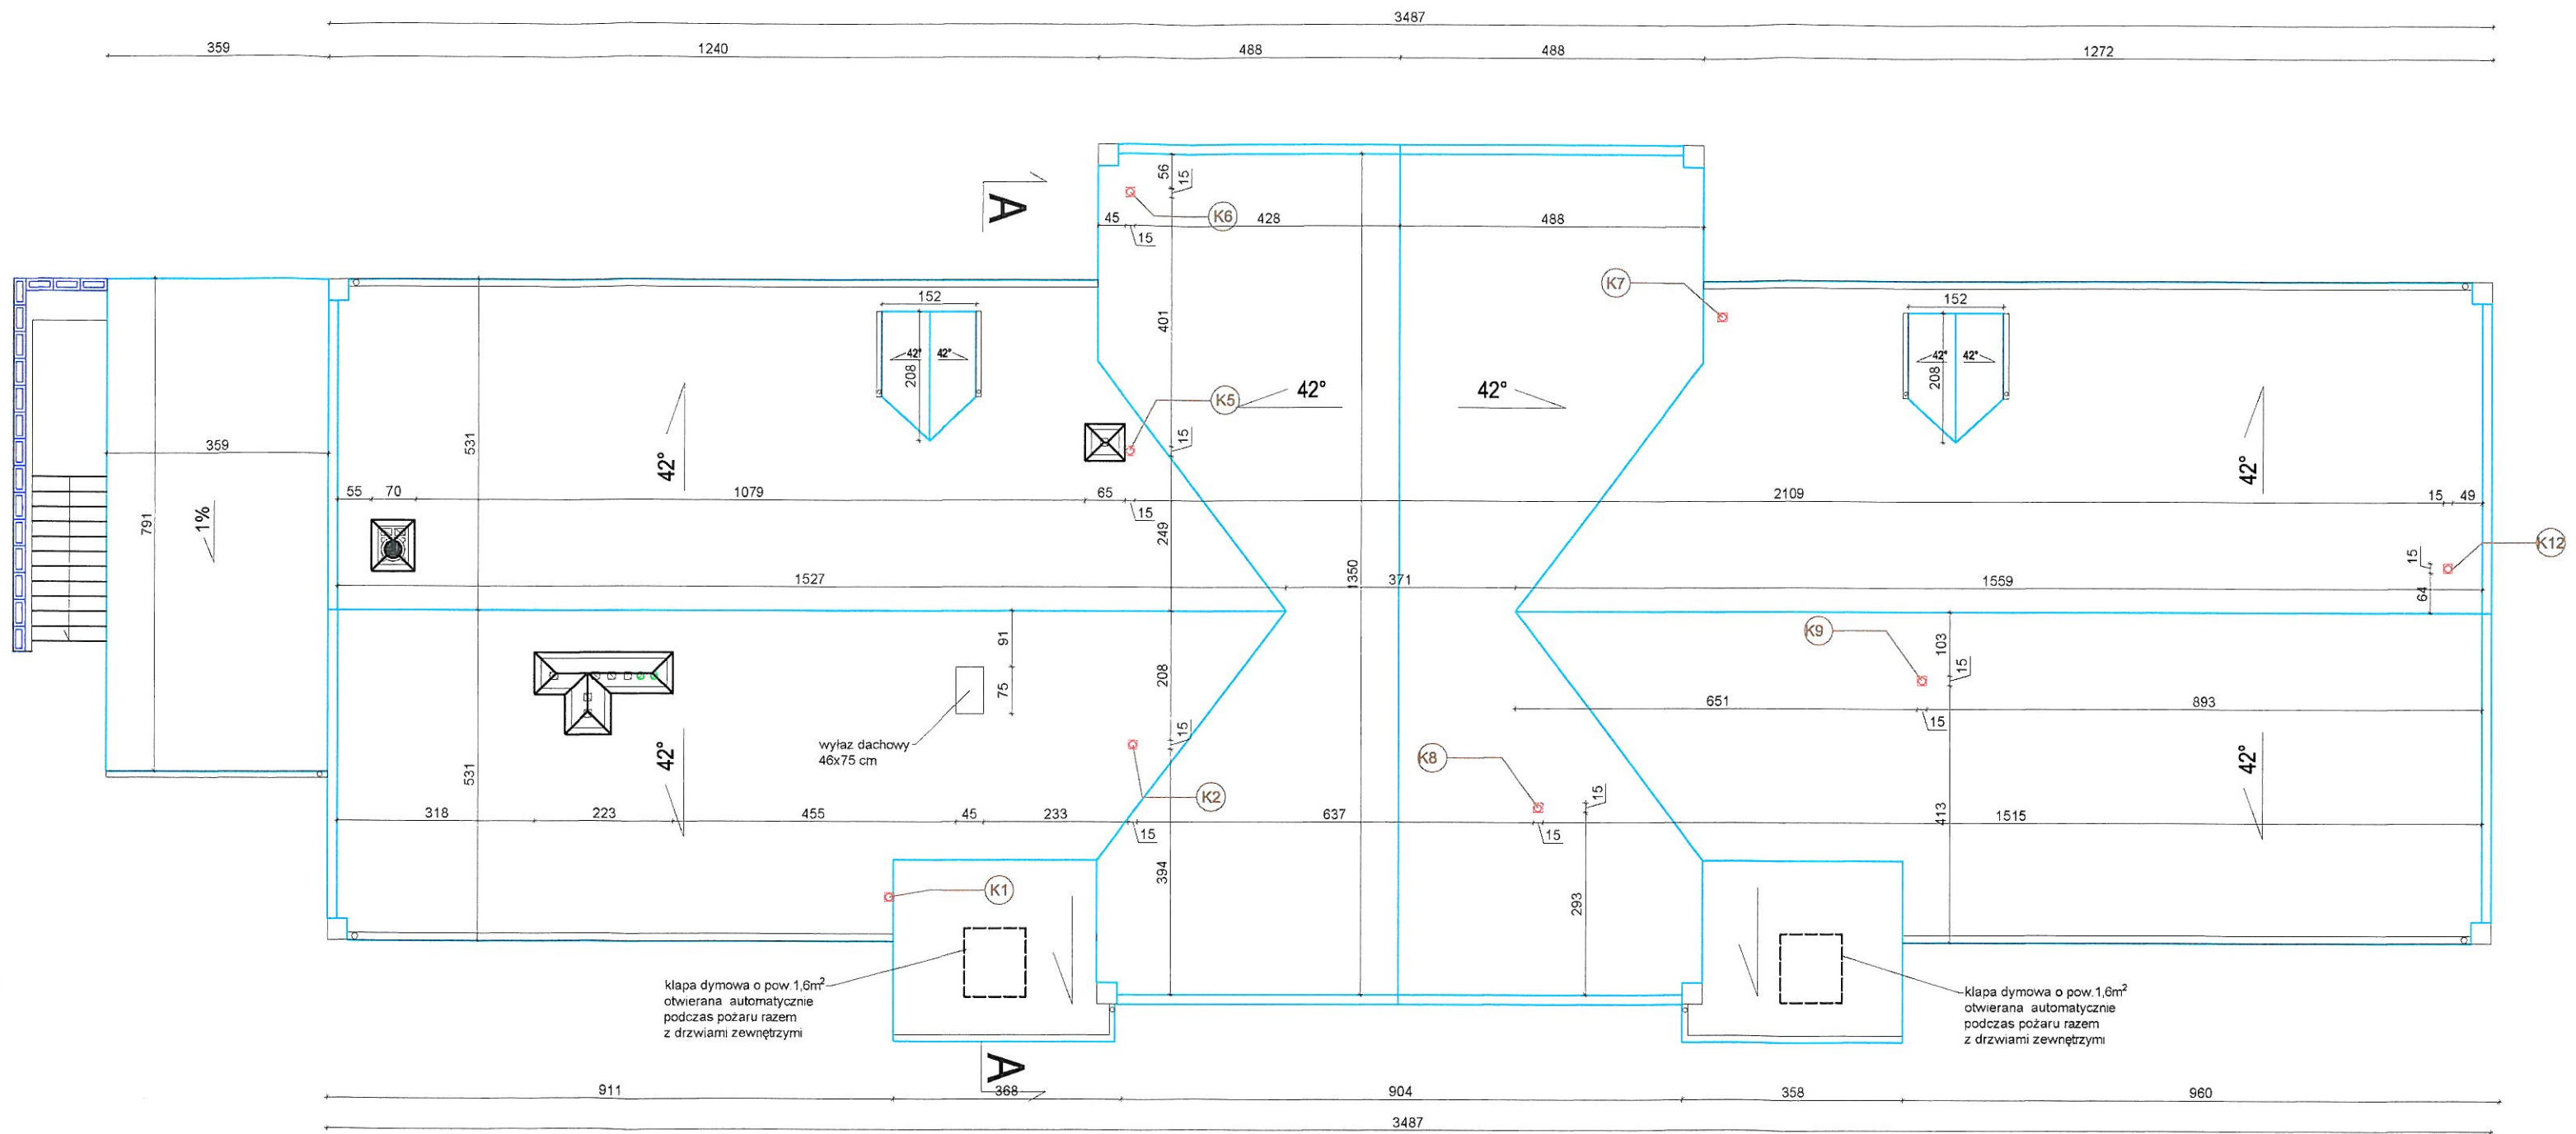 3487
359 1240 488 488 1272
56
15
K6
45 428 488
15
A
K7
152
152
401
42° 42°
208
42° 42°
208
42°
42°
K5
15
531
42°
42°
359
55 70 1079 65 2109 15 49
15
791
1%
249
K12
15
1527 1350 371 1559
64
91
208
75
K9
103
15
651 893
15
wyłaz dachowy
46x75 cm
15
42°
42°
531
K8
K2
15
318 223 455 45 233 637 1515
15
15
413
394
K1
293
klapa dymowa o pow.1,6m²
otwierana automatycznie
podczas pożaru razem
z drzwiami zewnętrzymi
klapa dymowa o pow.1,6m²
otwierana automatycznie
podczas pożaru razem
z drzwiami zewnętrzymi
A
911 368 904 358 960
3487